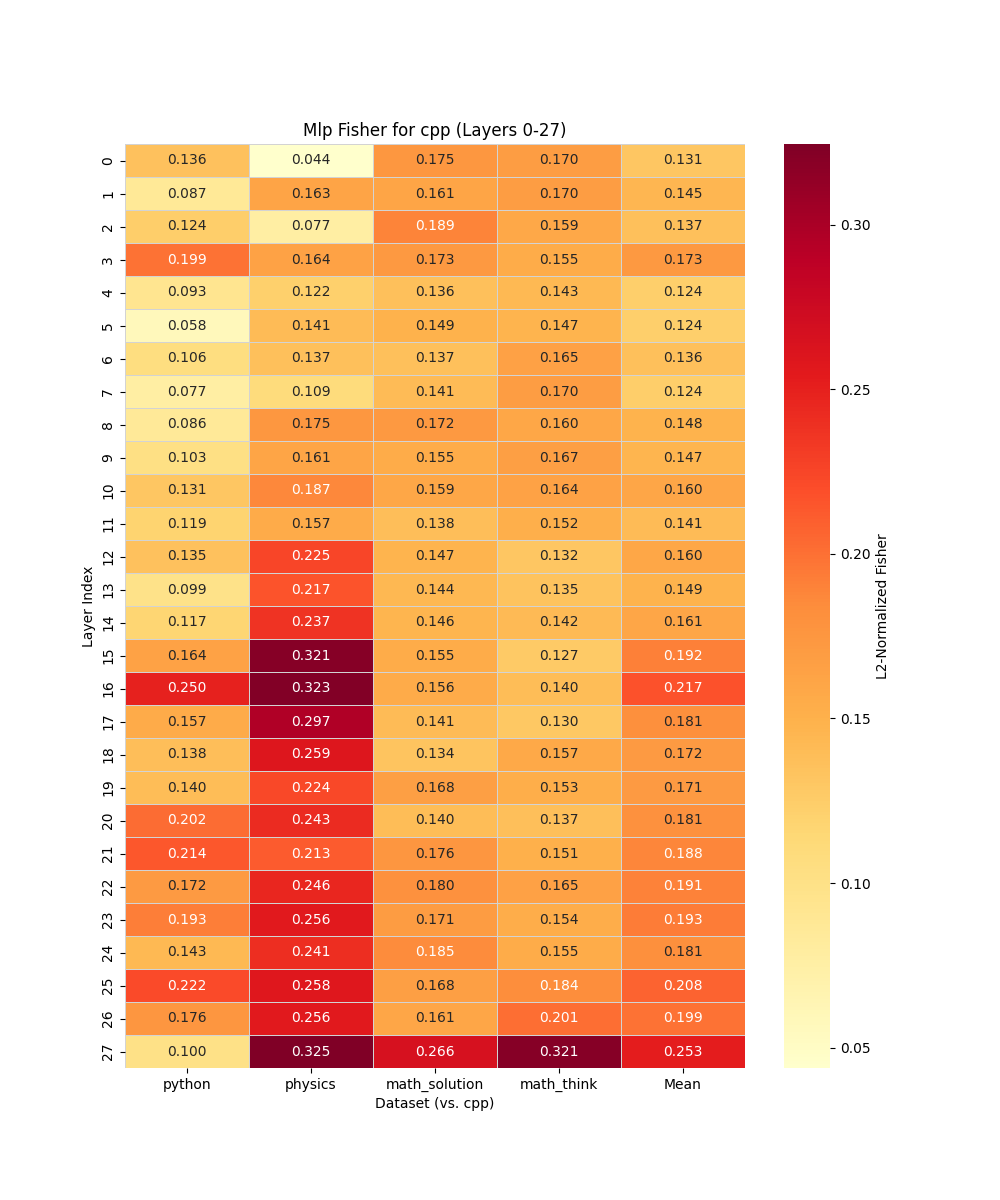 Mlp Fisher for cpp (Layers 0-27)
0 0.136 0.044 0.175 0.170 0.131
1 0.087 0.163 0.161 0.170 0.145
2 0.124 0.077 0.189 0.159 0.137
3 0.199 0.164 0.173 0.155 0.173
4 0.093 0.122 0.136 0.143 0.124
5 0.058 0.141 0.149 0.147 0.124
6 0.106 0.137 0.137 0.165 0.136
7 0.077 0.109 0.141 0.170 0.124
8 0.086 0.175 0.172 0.160 0.148
9 0.103 0.161 0.155 0.167 0.147
10 0.131 0.187 0.159 0.164 0.160
11 0.119 0.157 0.138 0.152 0.141
12 0.135 0.225 0.147 0.132 0.160
13 0.099 0.217 0.144 0.135 0.149
14 0.117 0.237 0.146 0.142 0.161
15 0.164 0.321 0.155 0.127 0.192
16 0.250 0.323 0.156 0.140 0.217
17 0.157 0.297 0.141 0.130 0.181
18 0.138 0.259 0.134 0.157 0.172
19 0.140 0.224 0.168 0.153 0.171
20 0.202 0.243 0.140 0.137 0.181
21 0.214 0.213 0.176 0.151 0.188
22 0.172 0.246 0.180 0.165 0.191
23 0.193 0.256 0.171 0.154 0.193
24 0.143 0.241 0.185 0.155 0.181
25 0.222 0.258 0.168 0.184 0.208
26 0.176 0.256 0.161 0.201 0.199
27 0.100 0.325 0.266 0.321 0.253
python physics math_solution math_think Mean
Dataset (vs. cpp)
Layer Index
0.30
0.25
0.20
0.15
0.10
0.05
L2-Normalized Fisher